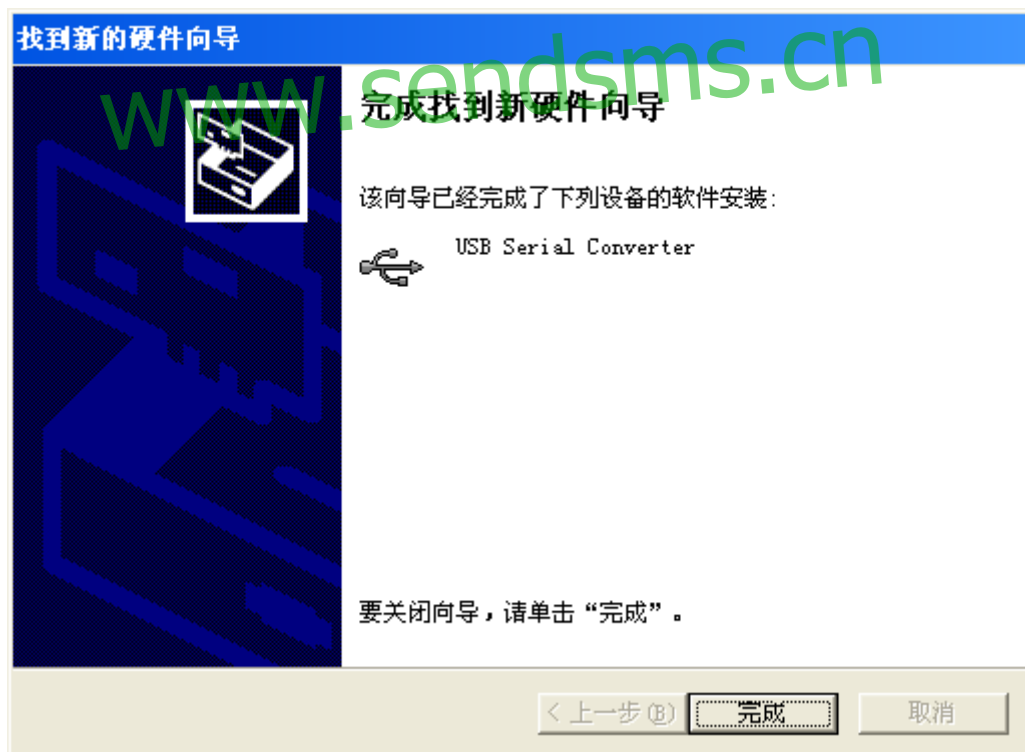 找到新的硬件向导
www.sendsms.cn
完成找到新硬件向导
该向导已经完成了下列设备的软件安装:
USB Serial Converter
要关闭向导，请单击“完成”。
< 上一步(B)
完成
取消